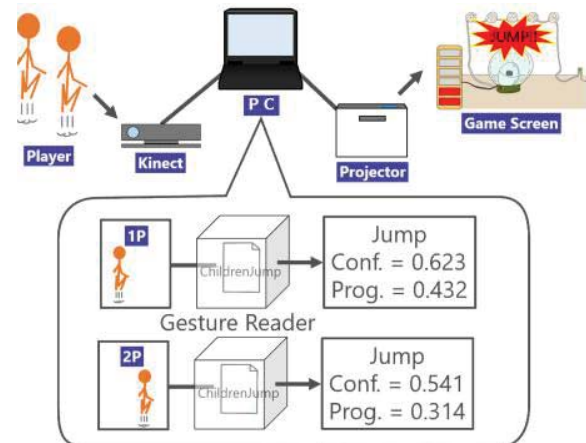 JUMP!!
P C
Game Screen
Player
Kinect
Projector
1P
ChildrenJump
Jump
Conf. = 0.623
Prog. = 0.432
Gesture Reader
2P
ChildrenJump
Jump
Conf. = 0.541
Prog. = 0.314